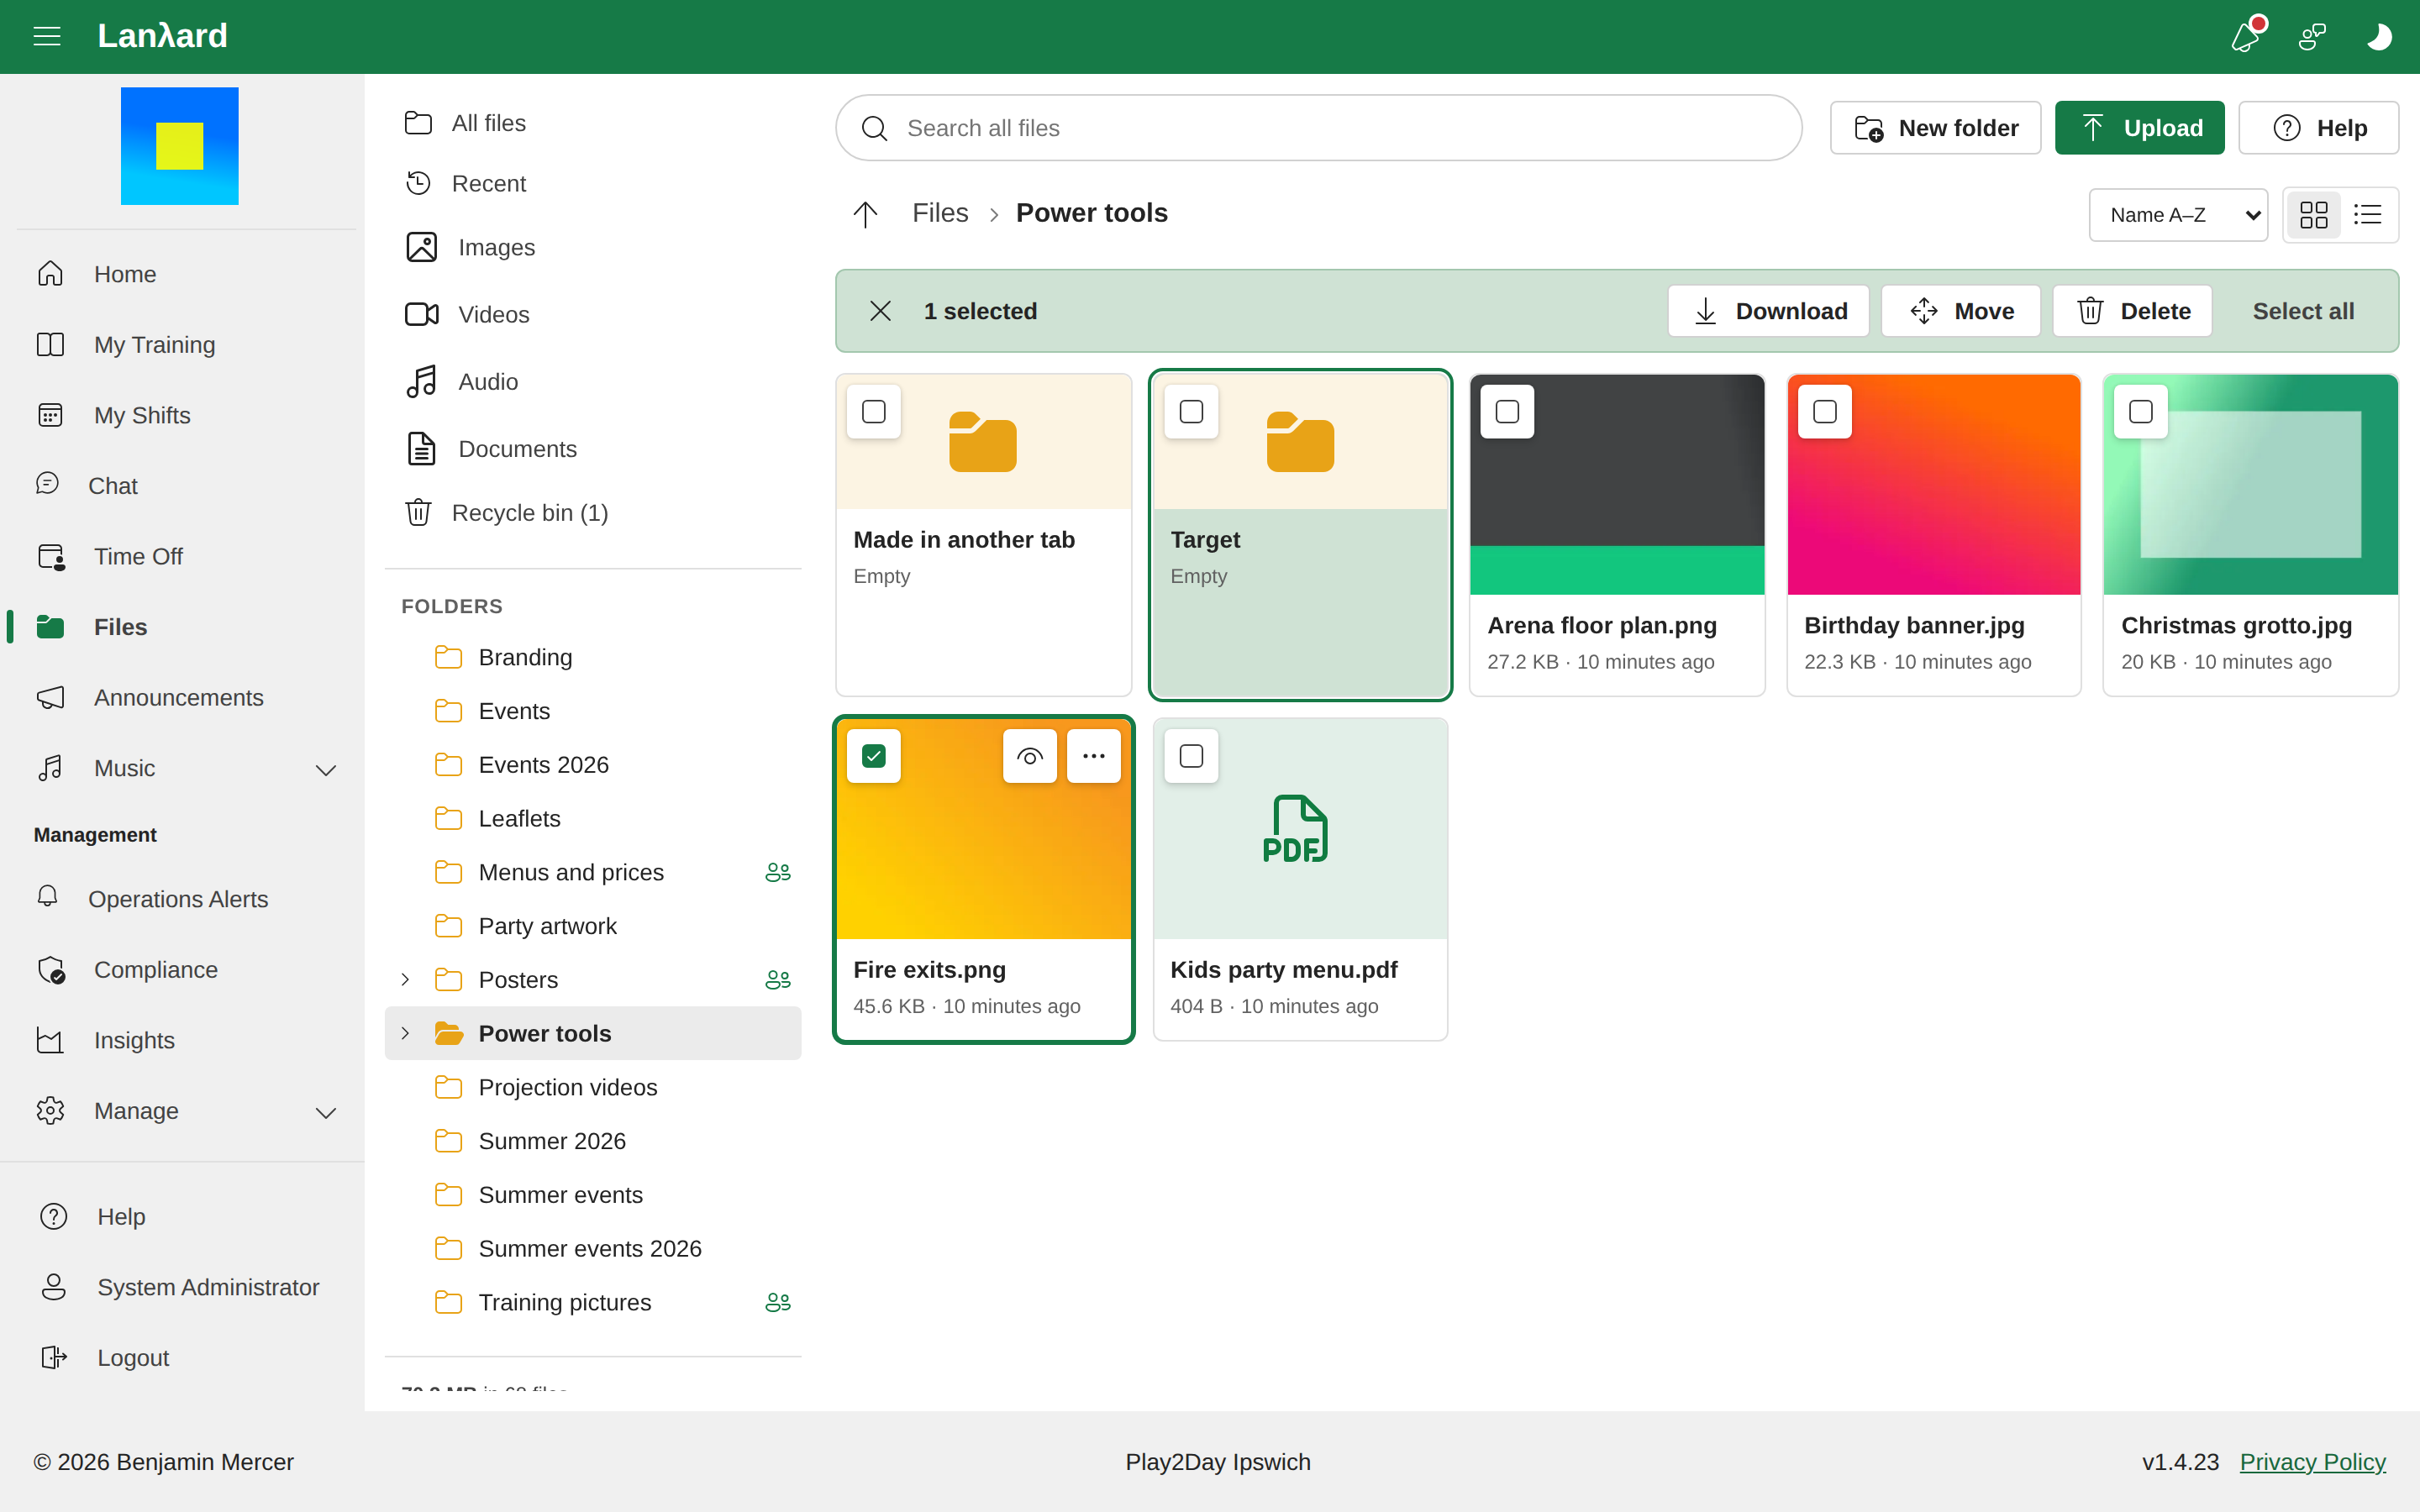 Lanλard
Home
My Training
My Shifts
Chat
Time Off
Files
Announcements
Music
Management
Operations Alerts
Compliance
Insights
Manage
Help
System Administrator
Logout
All files
Recent
Images
Videos
Audio
Documents
Recycle bin (1)
FOLDERS
Branding
Events
Events 2026
Leaflets
Menus and prices
Party artwork
Posters
Power tools
Projection videos
Summer 2026
Summer events
Summer events 2026
Training pictures
Search all files
New folder
Upload
Help
Files
Power tools
Name A–Z
1 selected
Download
Move
Delete
Select all
Made in another tab
Empty
Target
Empty
Arena floor plan.png
27.2 KB · 10 minutes ago
Birthday banner.jpg
22.3 KB · 10 minutes ago
Christmas grotto.jpg
20 KB · 10 minutes ago
Fire exits.png
45.6 KB · 10 minutes ago
PDF
Kids party menu.pdf
404 B · 10 minutes ago
© 2026 Benjamin Mercer
Play2Day Ipswich
v1.4.23
Privacy Policy